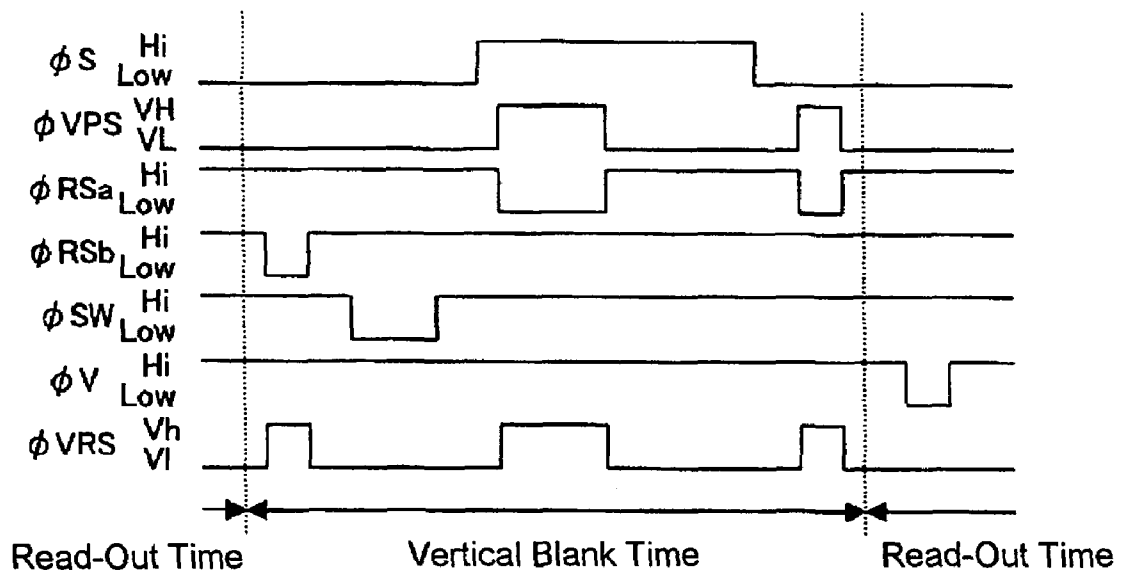 ϕS Hi
Low
ϕVPS VH
VL
ϕRSa Hi
Low
ϕRSb Hi
Low
ϕSW Hi
Low
ϕV Hi
Low
ϕVRS Vh
Vl
Read-Out Time Vertical Blank Time Read-Out Time